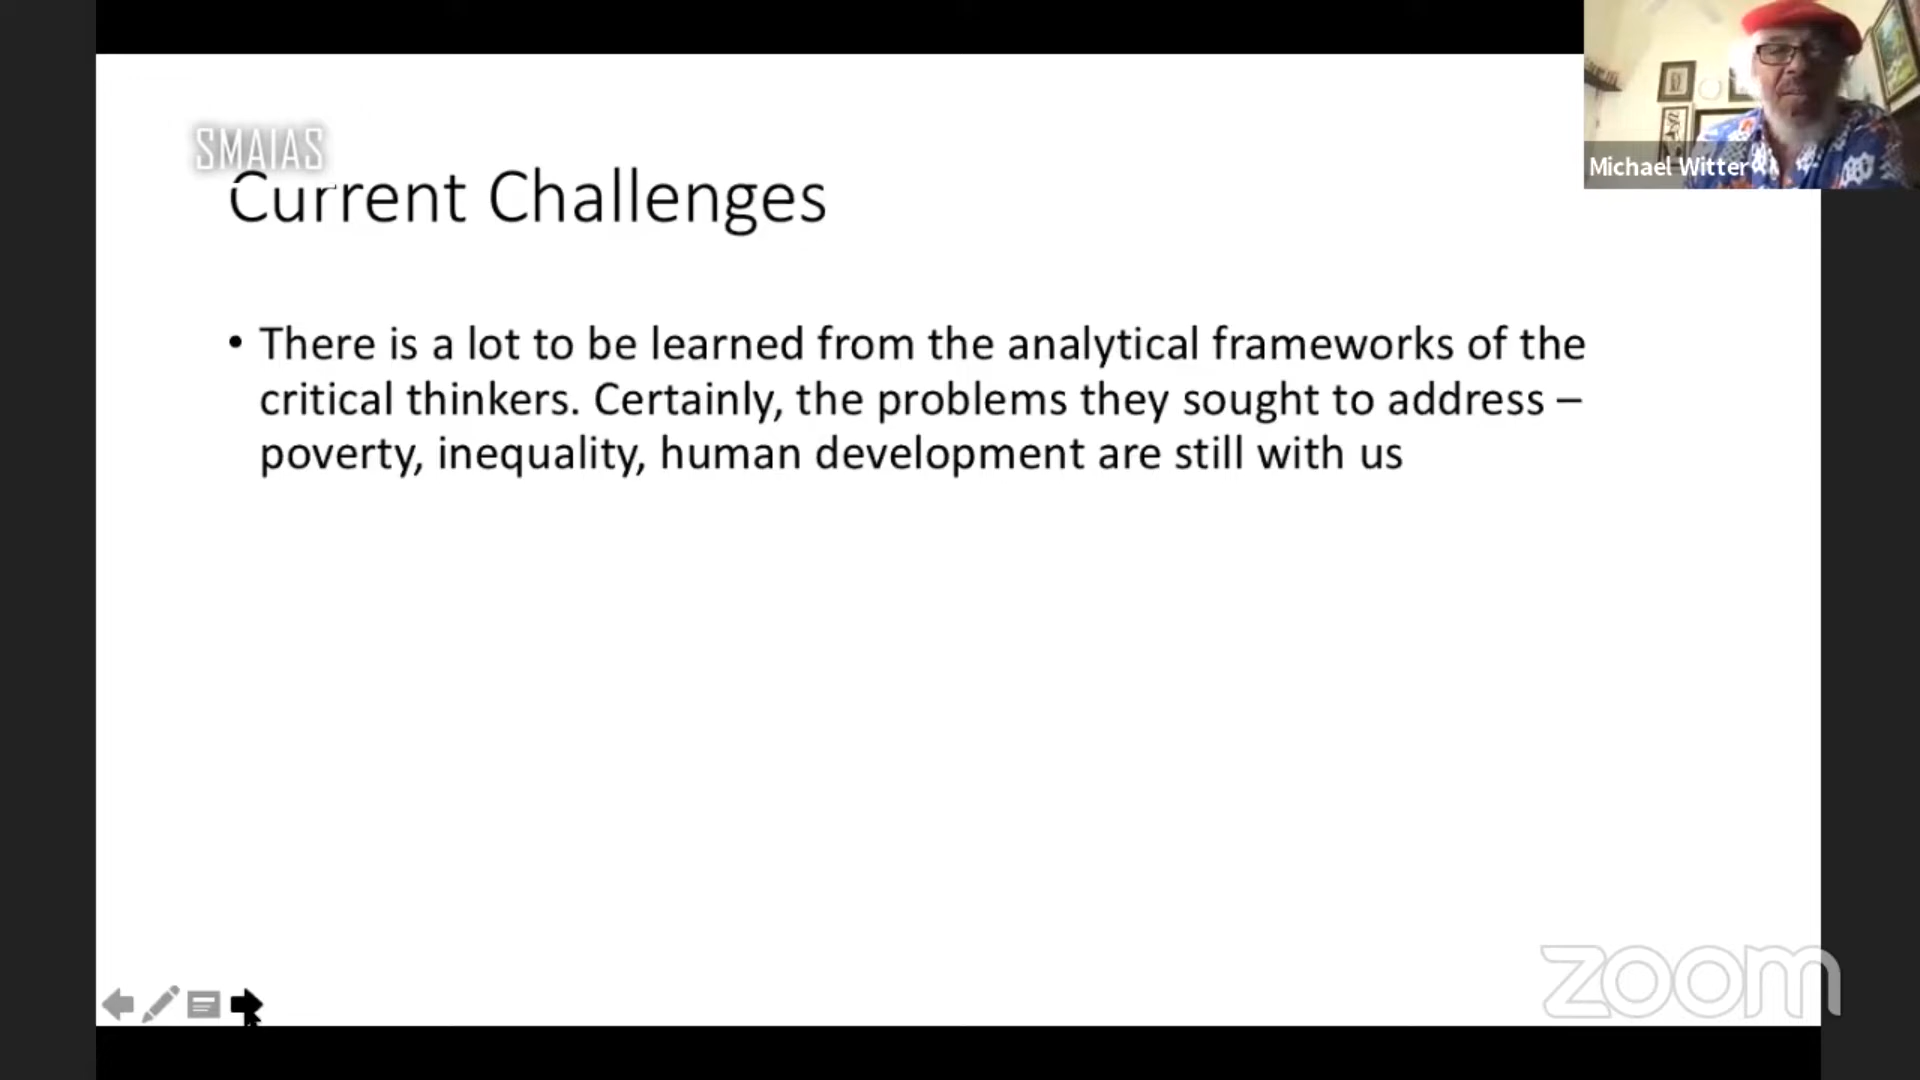 SMAIAS
Current Challenges
• There is a lot to be learned from the analytical frameworks of the
critical thinkers. Certainly, the problems they sought to address –
poverty, inequality, human development are still with us
Michael Witter
zoom